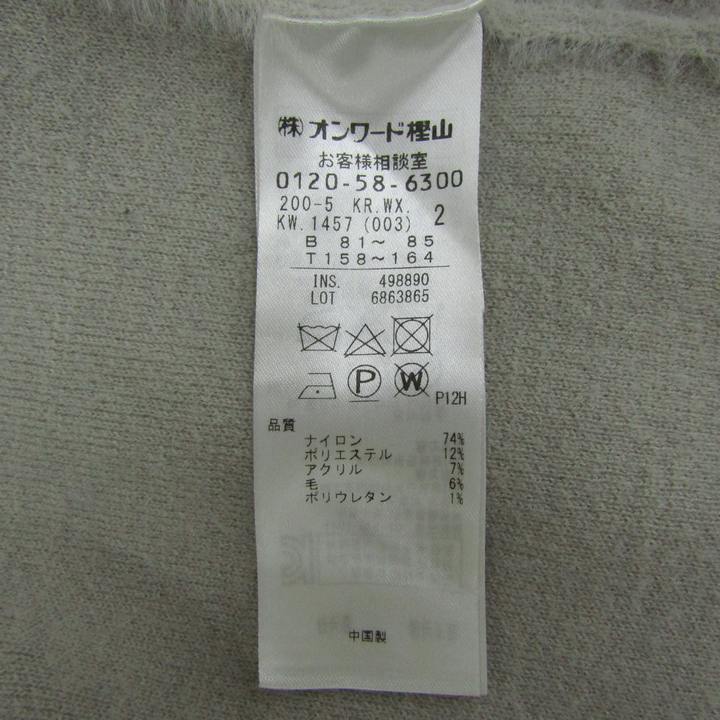 (株)オンワード樫山
お客様相談室
0120-58-6300
200-5 KR.WX.
KW.1457 (003) 2
B 81～ 85
T158～164
INS. 498890
LOT 6863865
P W P12H
品質
ナイロン 74%
ポリエステル 12%
アクリル 7%
毛 6%
ポリウレタン 1%
中国製